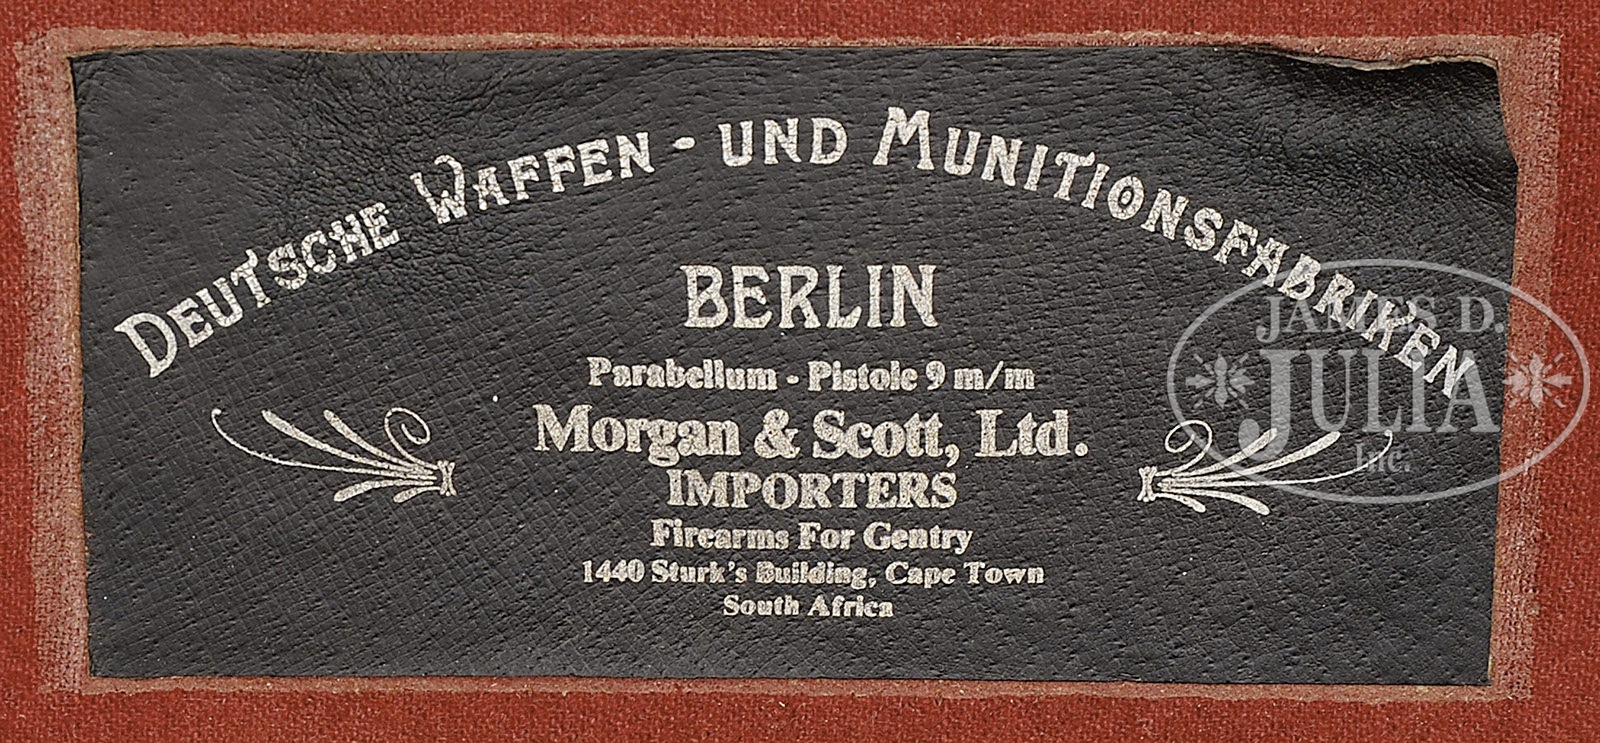 DEUTSCHE WAFFEN - UND MUNITIONSFABRIKEN
BERLIN
Parabellum - Pistole 9 m/m
Morgan & Scott, Ltd.
IMPORTERS
Firearms For Gentry
1440 Sturk's Building, Cape Town
South Africa
JAMES D.
JULIA
Inc.